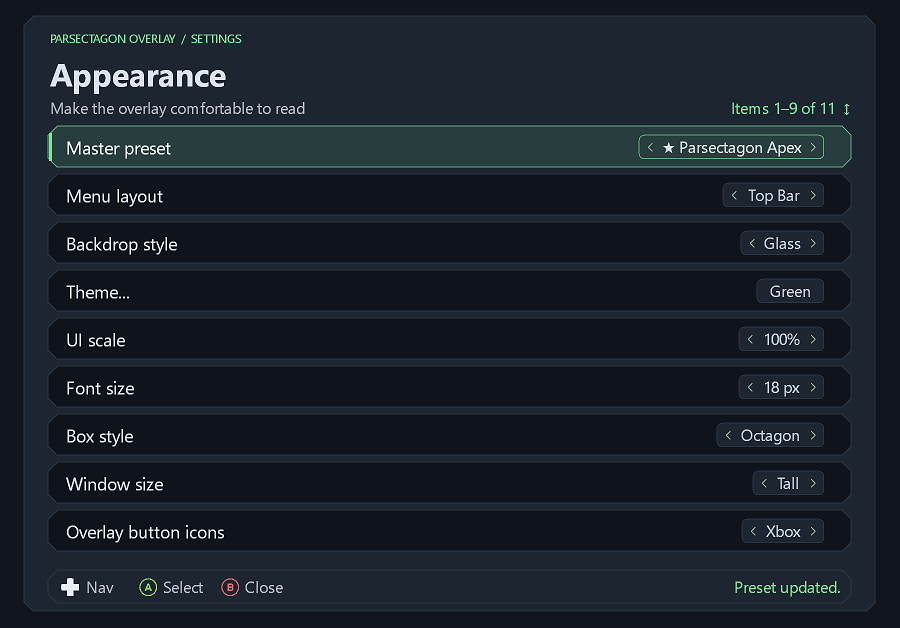 PARSECTAGON OVERLAY / SETTINGS
Appearance
Make the overlay comfortable to read
Items 1–9 of 11 ↕
Master preset ‹ ★ Parsectagon Apex ›
Menu layout ‹ Top Bar ›
Backdrop style ‹ Glass ›
Theme... Green
UI scale ‹ 100% ›
Font size ‹ 18 px ›
Box style ‹ Octagon ›
Window size ‹ Tall ›
Overlay button icons ‹ Xbox ›
Nav A Select B Close Preset updated.